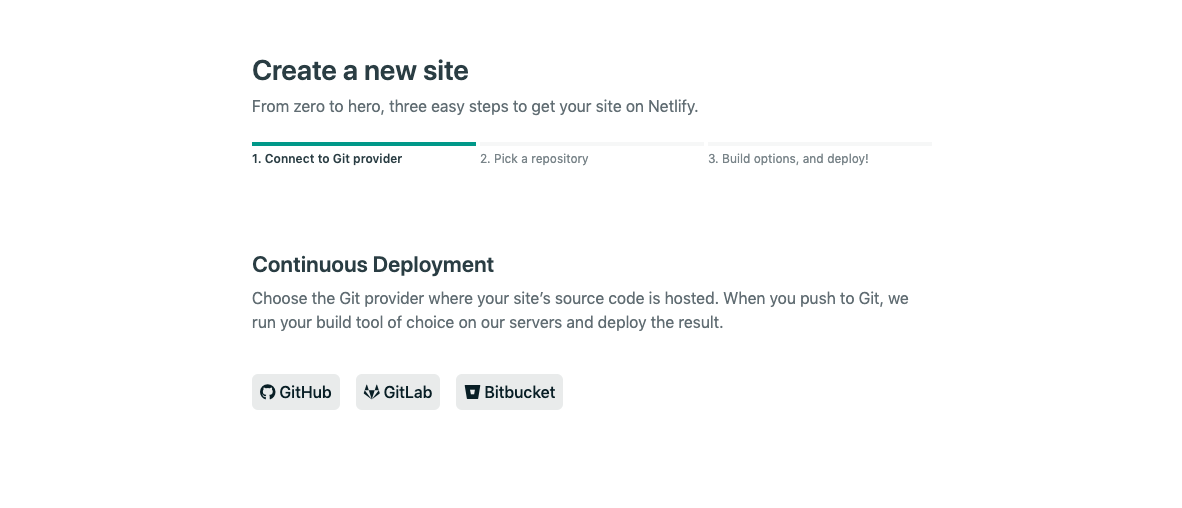 Create a new site
From zero to hero, three easy steps to get your site on Netlify.
1. Connect to Git provider
2. Pick a repository
3. Build options, and deploy!
Continuous Deployment
Choose the Git provider where your site’s source code is hosted. When you push to Git, we
run your build tool of choice on our servers and deploy the result.
GitHub
GitLab
Bitbucket